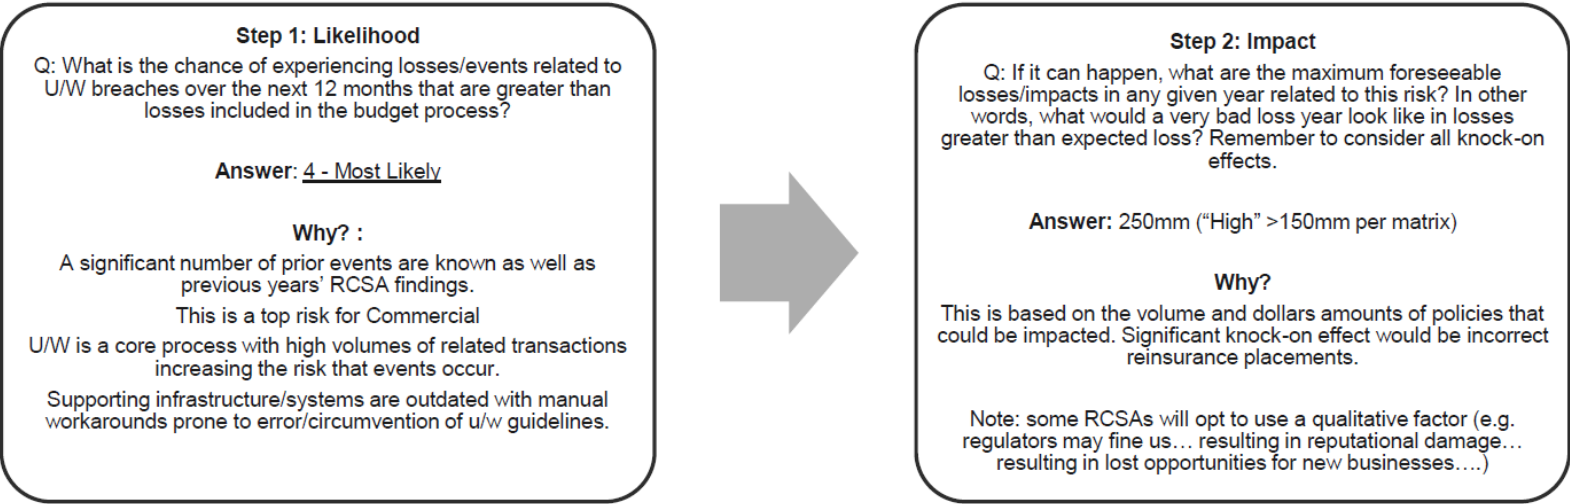 Step 1: Likelihood
Q: What is the chance of experiencing losses/events related to
U/W breaches over the next 12 months that are greater than
losses included in the budget process?
Answer: 4 - Most Likely
Why? :
A significant number of prior events are known as well as
previous years’ RCSA findings.
This is a top risk for Commercial
U/W is a core process with high volumes of related transactions
increasing the risk that events occur.
Supporting infrastructure/systems are outdated with manual
workarounds prone to error/circumvention of u/w guidelines.
Step 2: Impact
Q: If it can happen, what are the maximum foreseeable
losses/impacts in any given year related to this risk? In other
words, what would a very bad loss year look like in losses
greater than expected loss? Remember to consider all knock-on
effects.
Answer: 250mm (“High” >150mm per matrix)
Why?
This is based on the volume and dollars amounts of policies that
could be impacted. Significant knock-on effect would be incorrect
reinsurance placements.
Note: some RCSAs will opt to use a qualitative factor (e.g.
regulators may fine us… resulting in reputational damage…
resulting in lost opportunities for new businesses….)